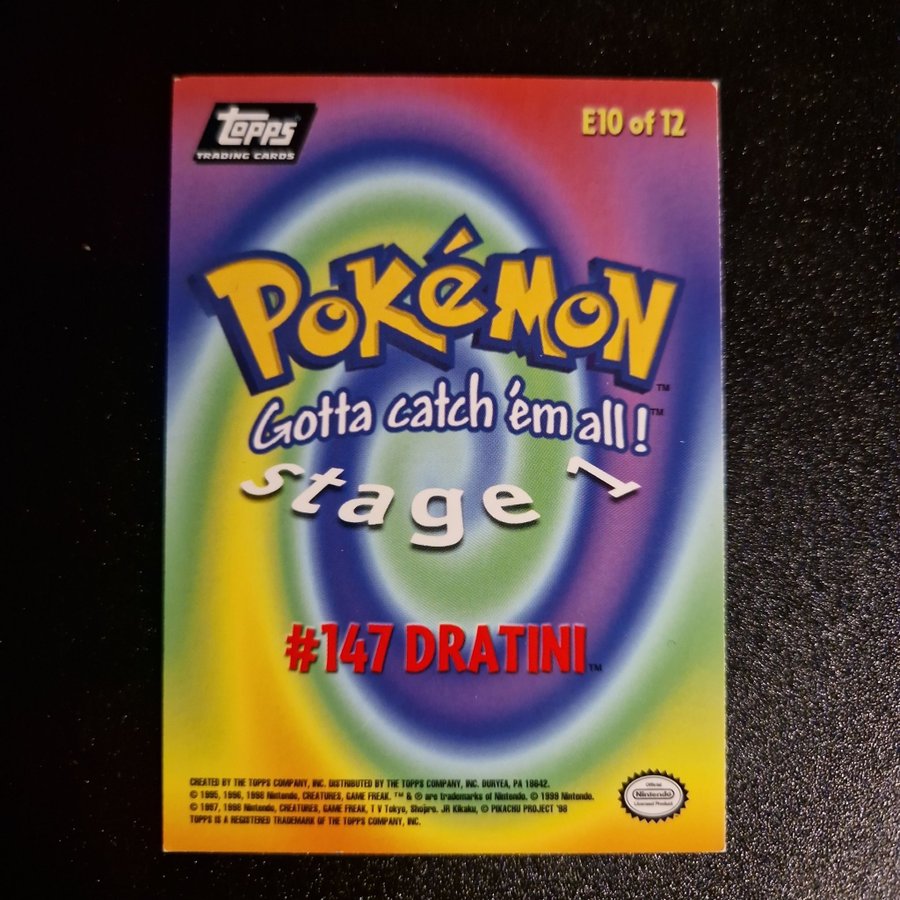 Topps
TRADING CARDS
E10 of 12
POKéMON
TM
Gotta catch 'em all!
TM
stage 1
#147 DRATINI
TM
CREATED BY THE TOPPS COMPANY, INC. DISTRIBUTED BY THE TOPPS COMPANY, INC. DURYEA, PA 18642.
© 1995, 1996, 1998 Nintendo, CREATURES, GAME FREAK. ™ & ® are trademarks of Nintendo. © 1999 Nintendo.
© 1997, 1998 Nintendo, CREATURES, GAME FREAK, T V Tokyo, Shopro. JR Kikaku, © PIKACHU PROJECT '98
TOPPS IS A REGISTERED TRADEMARK OF THE TOPPS COMPANY, INC.
Official
Nintendo
Licensed Product